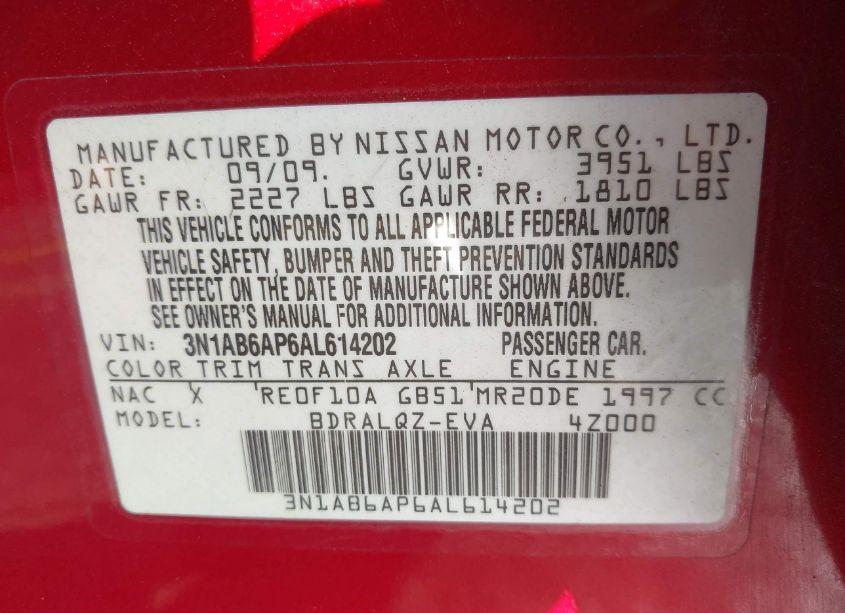 MANUFACTURED BY NISSAN MOTOR CO., LTD.
DATE: 09/09. GVWR: 3951 LBS
GAWR FR: 2227 LBS GAWR RR: 1810 LBS
THIS VEHICLE CONFORMS TO ALL APPLICABLE FEDERAL MOTOR
VEHICLE SAFETY, BUMPER AND THEFT PREVENTION STANDARDS
IN EFFECT ON THE DATE OF MANUFACTURE SHOWN ABOVE.
SEE OWNER'S MANUAL FOR ADDITIONAL INFORMATION.
VIN: 3N1AB6AP6AL614202 PASSENGER CAR.
COLOR TRIM TRANS AXLE ENGINE
NAC X 'RE0F10A GB51'MR20DE 1997 CC
MODEL: BDRALQZ-EVA 4Z000
3N1AB6AP6AL614202